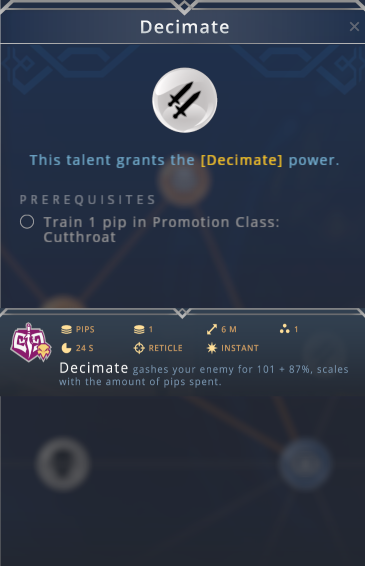 Decimate
This talent grants the [Decimate] power.
PREREQUISITES
Train 1 pip in Promotion Class:
Cutthroat
PIPS 1 6 M 1
24 S RETICLE INSTANT
Decimate gashes your enemy for 101 + 87%, scales
with the amount of pips spent.